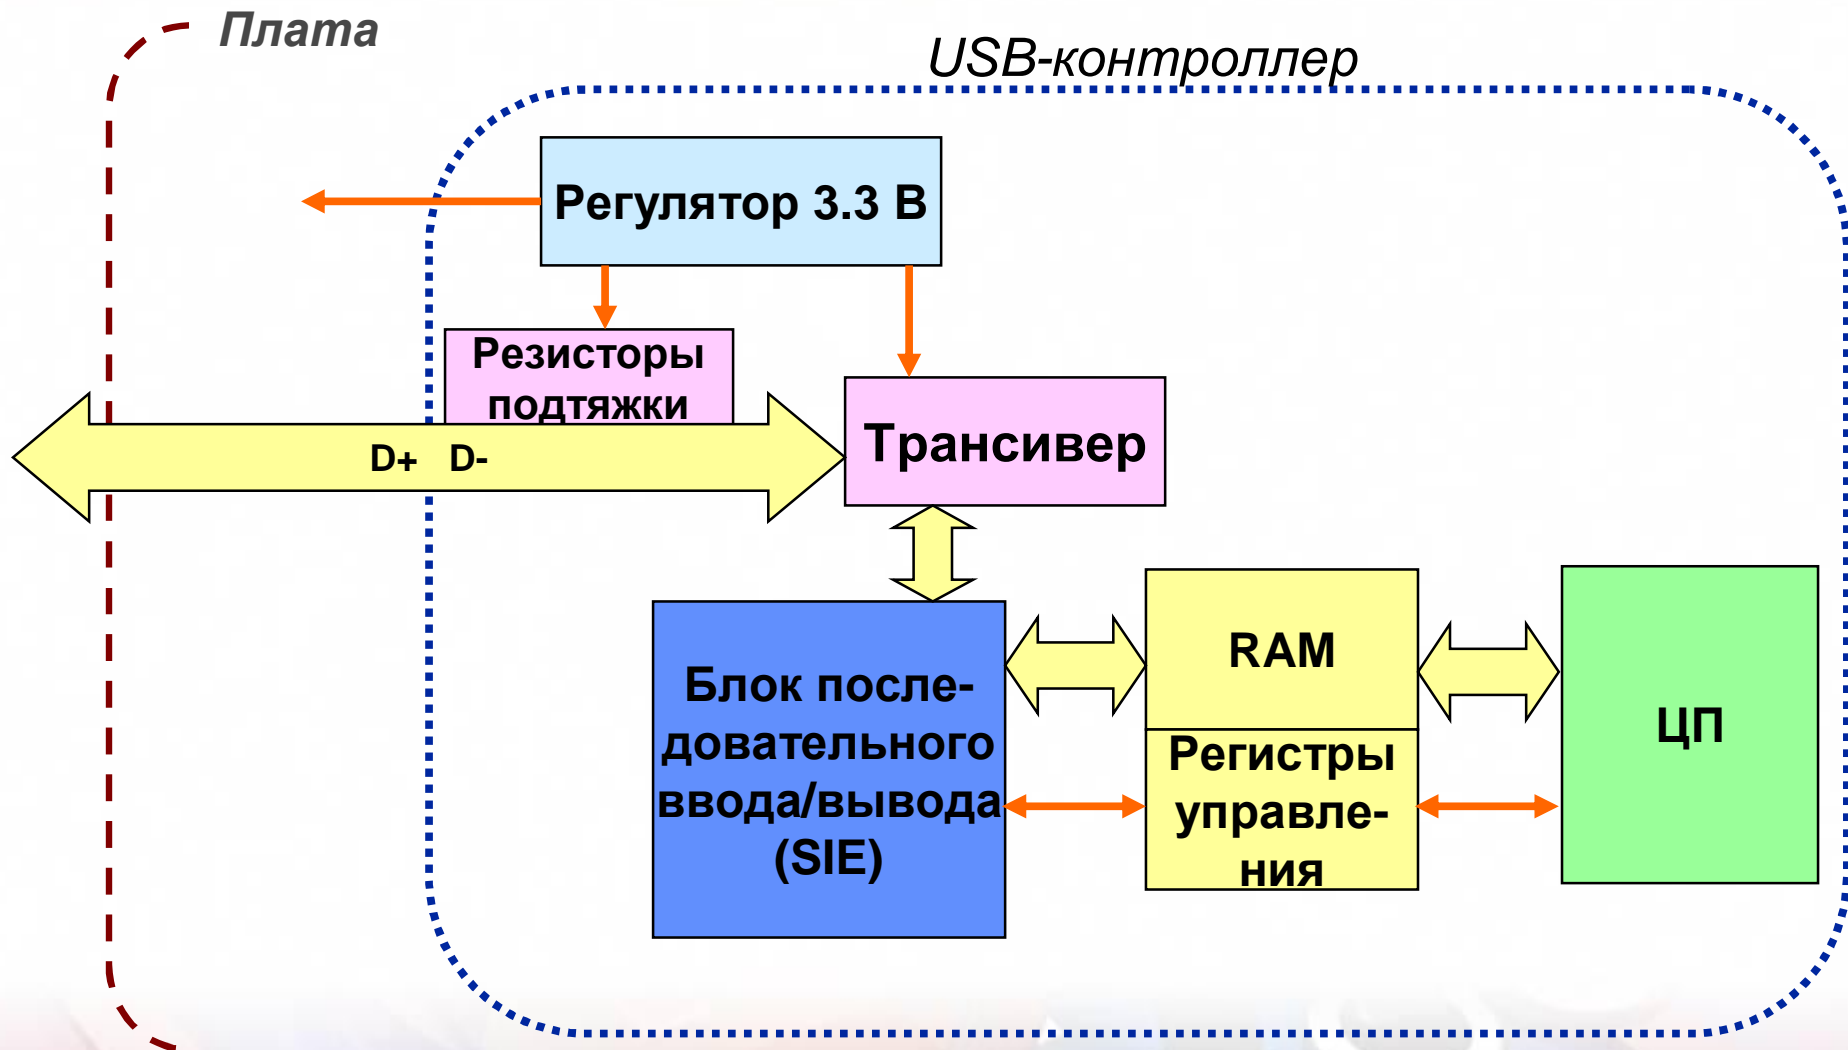 Плата
USB-контроллер
Регулятор 3.3 В
Резисторы
подтяжки
D+ D-
Трансивер
Блок после-
довательного
ввода/вывода
(SIE)
RAM
Регистры
управле-
ния
ЦП